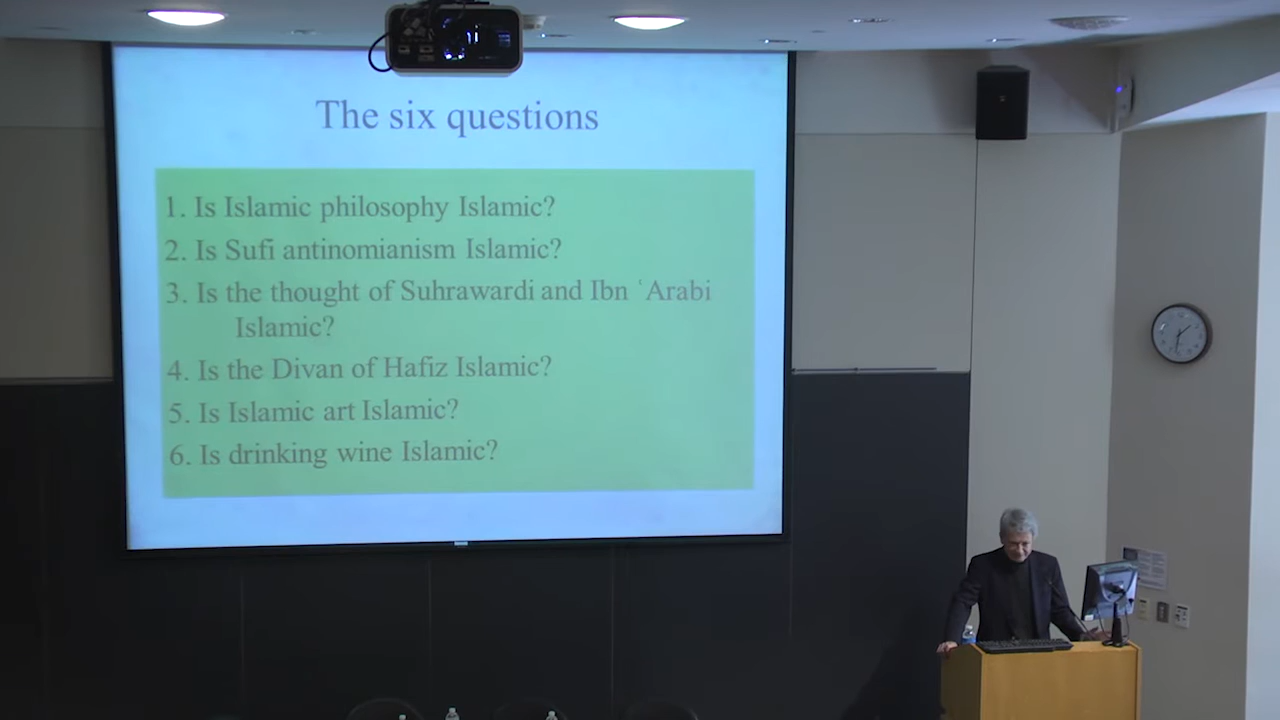 The six questions
1. Is Islamic philosophy Islamic?
2. Is Sufi antinomianism Islamic?
3. Is the thought of Suhrawardi and Ibn ʿArabi
Islamic?
4. Is the Divan of Hafiz Islamic?
5. Is Islamic art Islamic?
6. Is drinking wine Islamic?